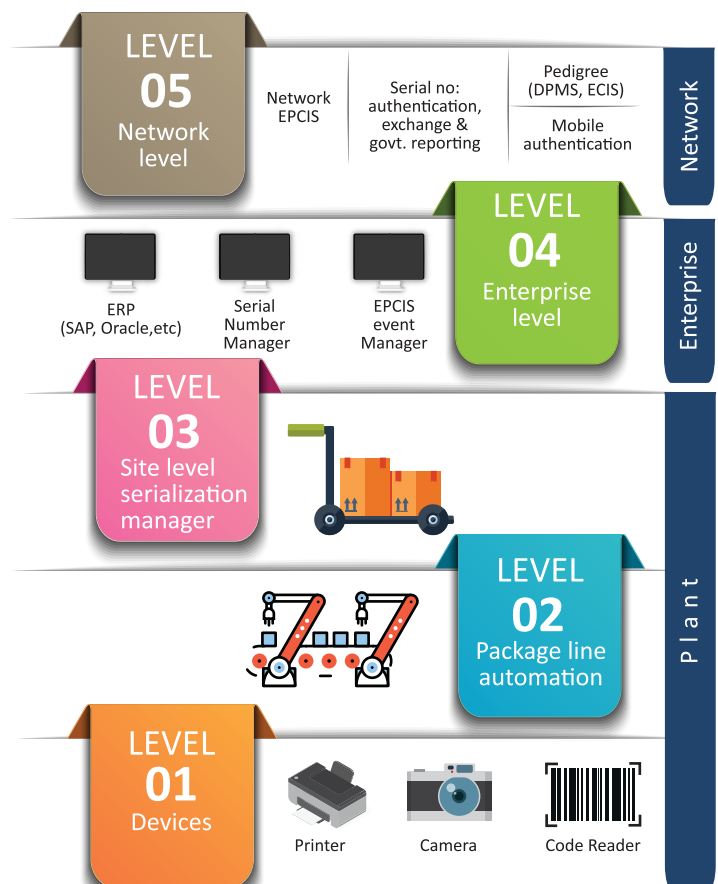 LEVEL
05
Network
level
Network
EPCIS
Serial no:
authentication,
exchange &
govt. reporting
Pedigree
(DPMS, ECIS)
Mobile
authentication
Network
LEVEL
04
Enterprise
level
ERP
(SAP, Oracle,etc)
Serial
Number
Manager
EPCIS
event
Manager
Enterprise
LEVEL
03
Site level
serialization
manager
LEVEL
02
Package line
automation
Plant
LEVEL
01
Devices
Printer
Camera
Code Reader